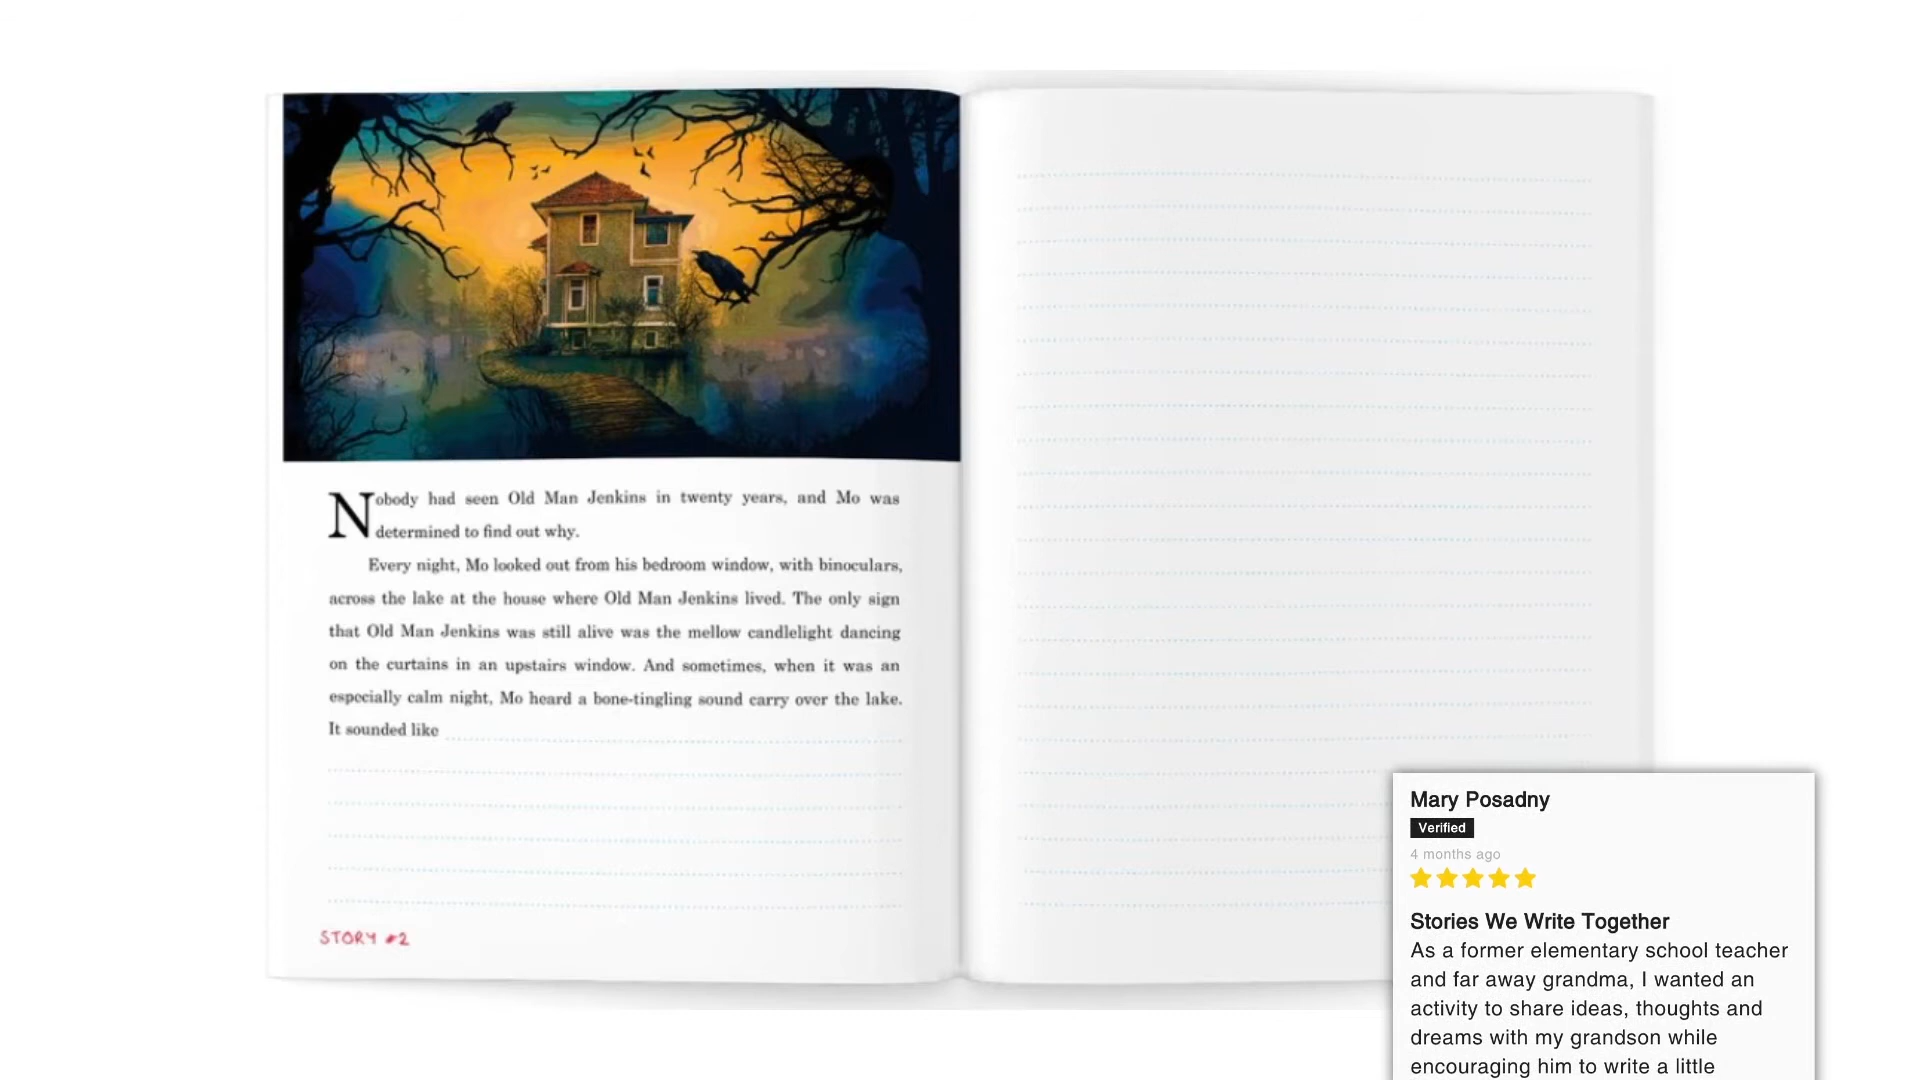 Nobody had seen Old Man Jenkins in twenty years, and Mo was
determined to find out why.
Every night, Mo looked out from his bedroom window, with binoculars,
across the lake at the house where Old Man Jenkins lived. The only sign
that Old Man Jenkins was still alive was the mellow candlelight dancing
on the curtains in an upstairs window. And sometimes, when it was an
especially calm night, Mo heard a bone-tingling sound carry over the lake.
It sounded like
STORY #2
Mary Posadny
Verified
4 months ago
Stories We Write Together
As a former elementary school teacher
and far away grandma, I wanted an
activity to share ideas, thoughts and
dreams with my grandson while
encouraging him to write a little